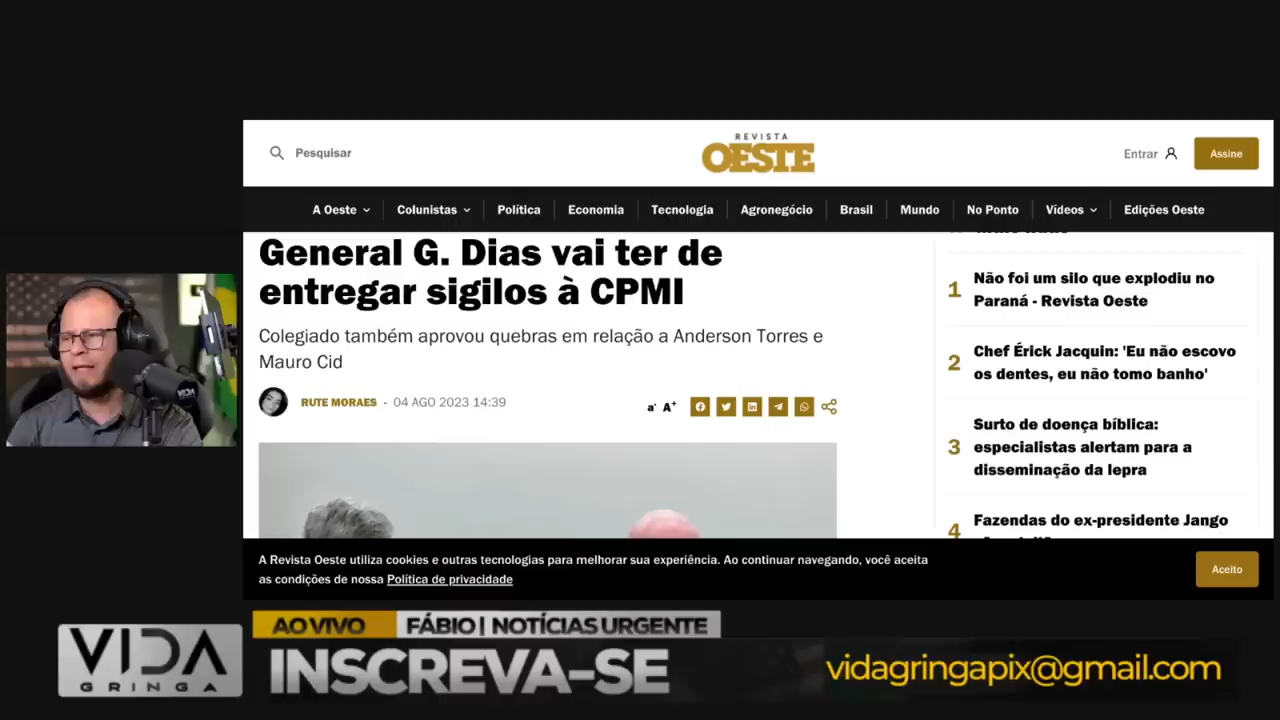 Pesquisar
REVISTA
OESTE
Entrar
Assine
A Oeste
Colunistas
Política
Economia
Tecnologia
Agronegócio
Brasil
Mundo
No Ponto
Vídeos
Edições Oeste
General G. Dias vai ter de
entregar sigilos à CPMI
Colegiado também aprovou quebras em relação a Anderson Torres e
Mauro Cid
RUTE MORAES - 04 AGO 2023 14:39
a- A+
1 Não foi um silo que explodiu no
Paraná - Revista Oeste
2 Chef Érick Jacquin: 'Eu não escovo
os dentes, eu não tomo banho'
3 Surto de doença bíblica:
especialistas alertam para a
disseminação da lepra
4 Fazendas do ex-presidente Jango
A Revista Oeste utiliza cookies e outras tecnologias para melhorar sua experiência. Ao continuar navegando, você aceita
as condições de nossa Política de privacidade
Aceito
VIDA
GRINGA
AO VIVO
FÁBIO | NOTÍCIAS URGENTE
INSCREVA-SE
vidagringapix@gmail.com